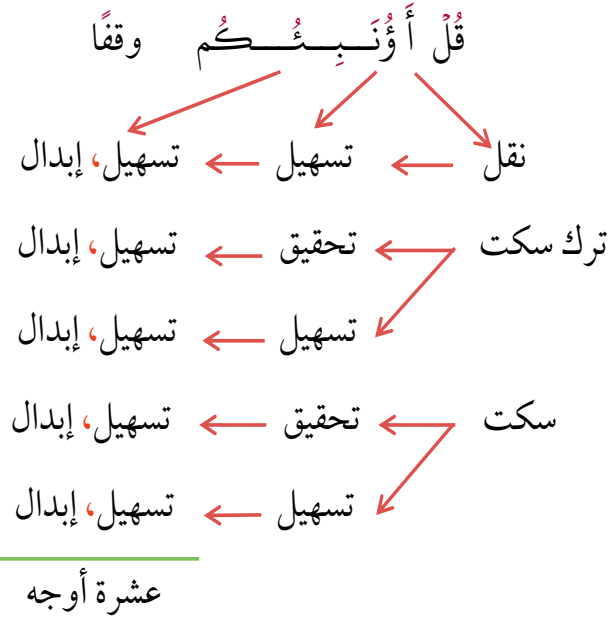 قُلۡ أَؤُنَبِئُكُم وقفًا
نقل تسهيل تسهيل، إبدال
ترك سكت تحقيق تسهيل، إبدال
تسهيل تسهيل، إبدال
سكت تحقيق تسهيل، إبدال
تسهيل تسهيل، إبدال
عشرة أوجه